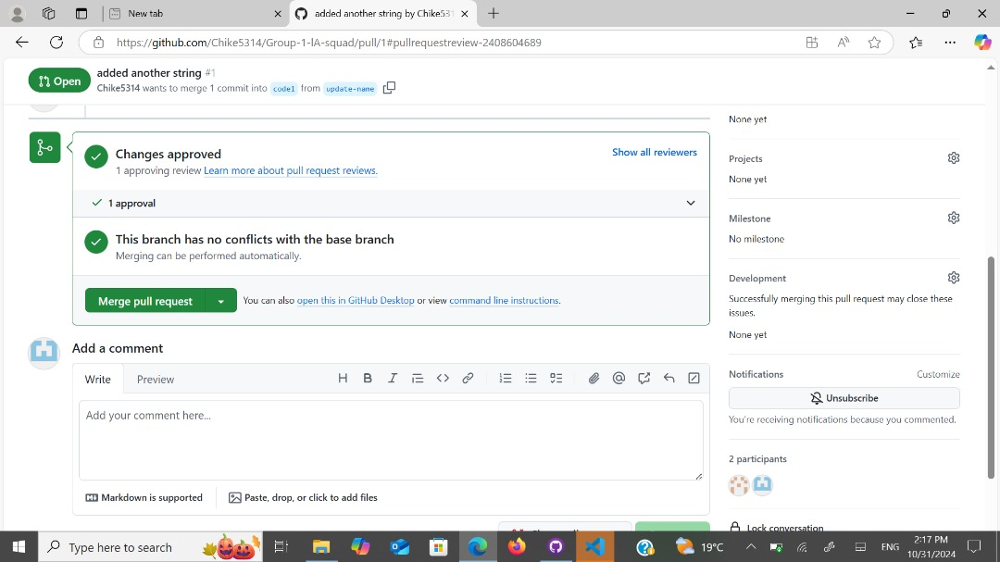 New tab
added another string by Chike531
https://github.com/Chike5314/Group-1-IA-squad/pull/1#pullrequestreview-2408604689
Open
added another string #1
Chike5314 wants to merge 1 commit into code1 from update-name
None yet
Changes approved
Show all reviewers
1 approving review Learn more about pull request reviews.
1 approval
This branch has no conflicts with the base branch
Merging can be performed automatically.
Merge pull request
You can also open this in GitHub Desktop or view command line instructions.
Projects
None yet
Milestone
No milestone
Development
Successfully merging this pull request may close these
issues.
None yet
Add a comment
Write
Preview
Add your comment here...
Markdown is supported
Paste, drop, or click to add files
Notifications
Customize
Unsubscribe
You're receiving notifications because you commented.
2 participants
Lock conversation
Type here to search
19°C
ENG
2:17 PM
10/31/2024